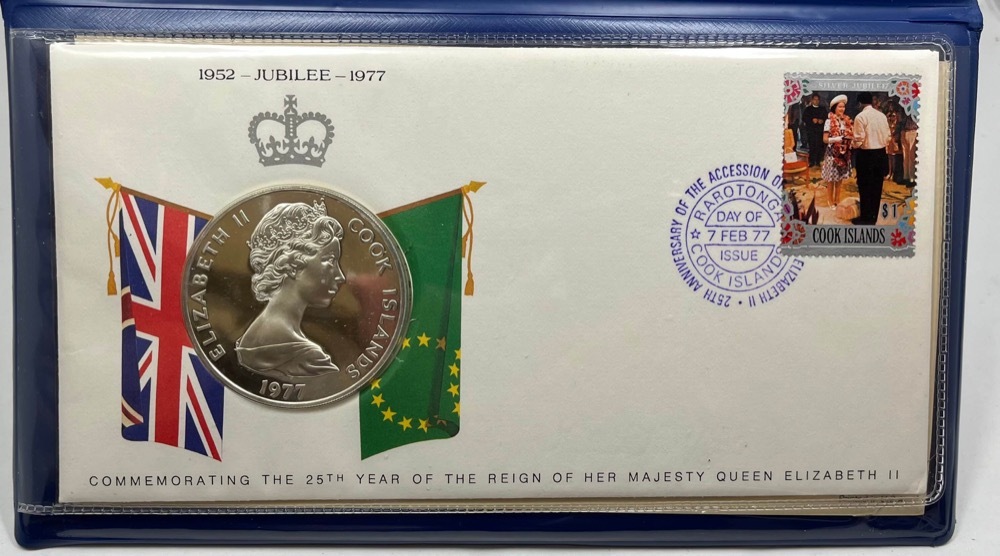 1952 – JUBILEE – 1977
SILVER JUBILEE
$1
COOK ISLANDS
25TH ANNIVERSARY OF THE ACCESSION OF
ELIZABETH II
RAROTONGA
DAY OF
7 FEB 77
ISSUE
COOK ISLANDS
ELIZABETH II
COOK ISLANDS
1977
COMMEMORATING THE 25TH YEAR OF THE REIGN OF HER MAJESTY QUEEN ELIZABETH II